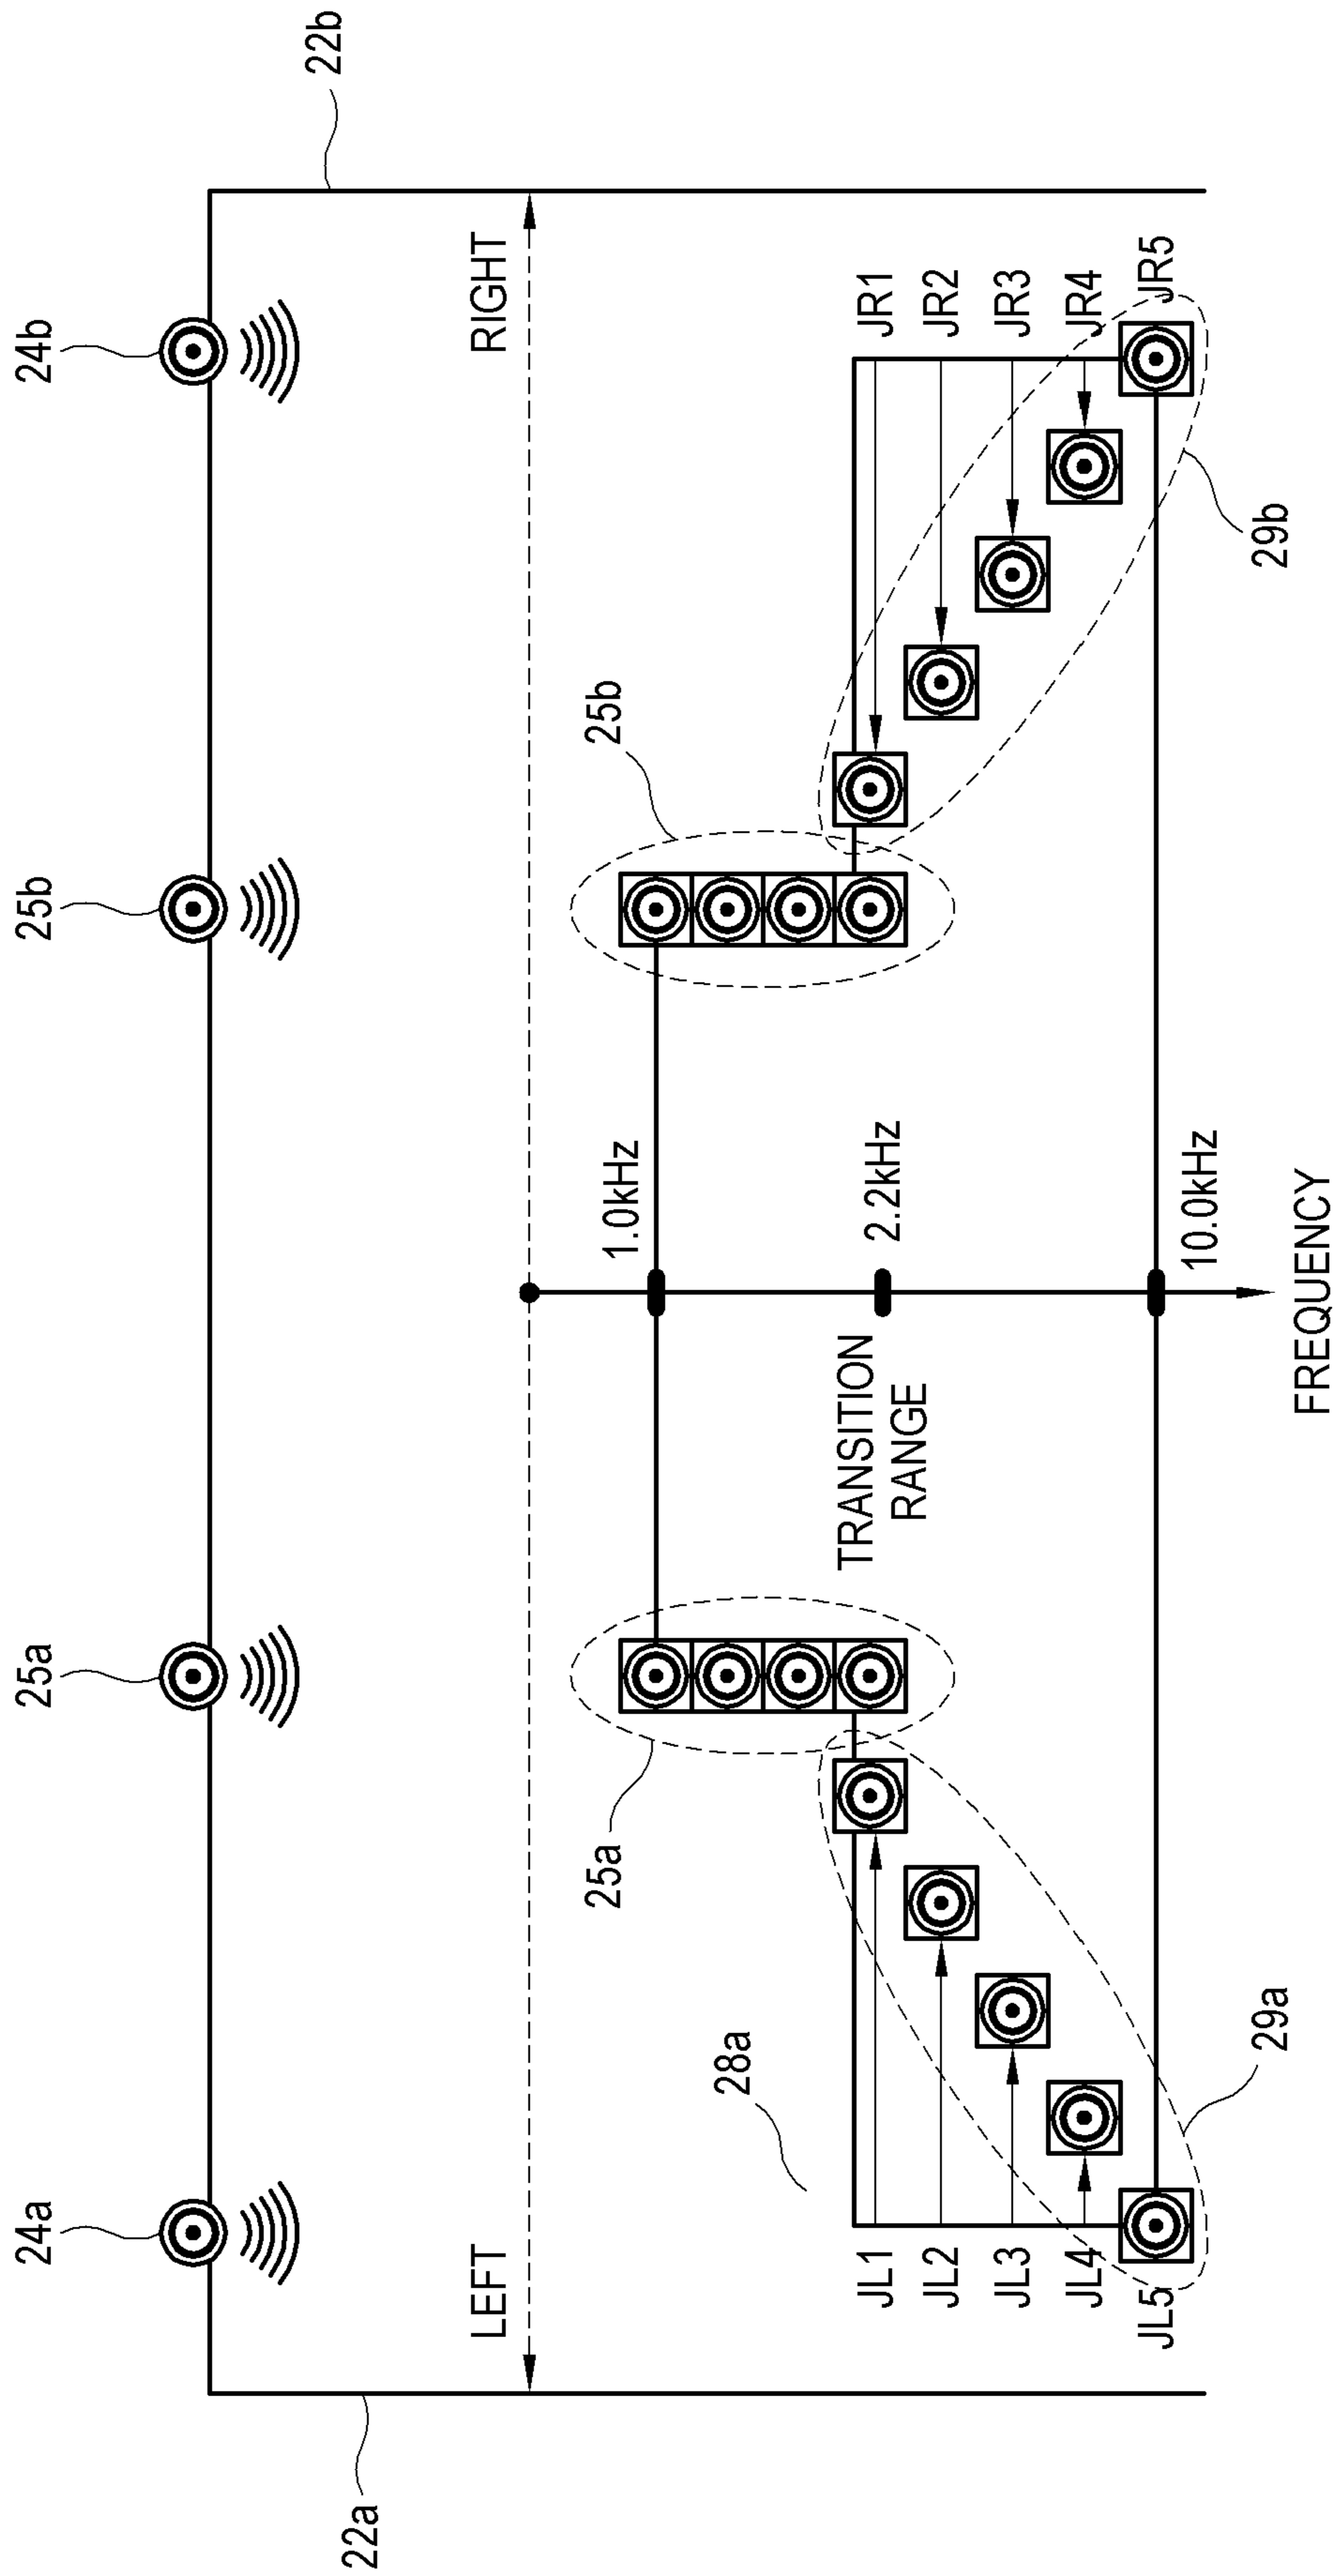 24a
25a
25b
24b
22a
22b
LEFT
RIGHT
25a
25b
1.0kHz
28a
TRANSITION
RANGE
2.2kHz
JL1
JR1
JL2
JR2
JL3
JR3
JL4
JR4
JL5
JR5
10.0kHz
29a
29b
FREQUENCY